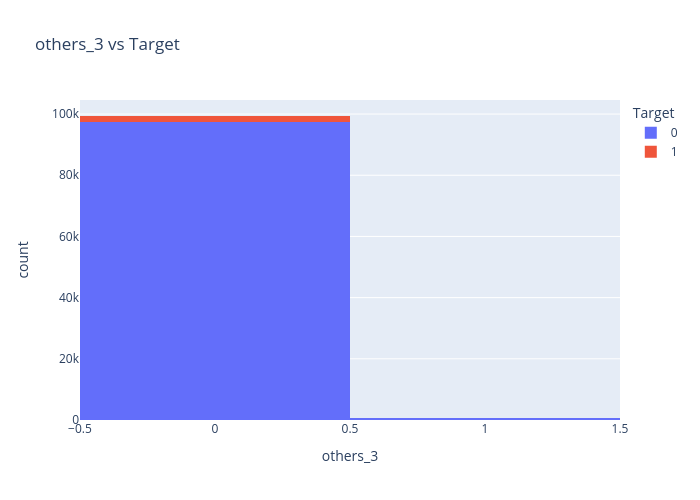 others_3 vs Target
100k
80k
60k
40k
20k
0
−0.5
0
0.5
1
1.5
count
others_3
Target
0
1